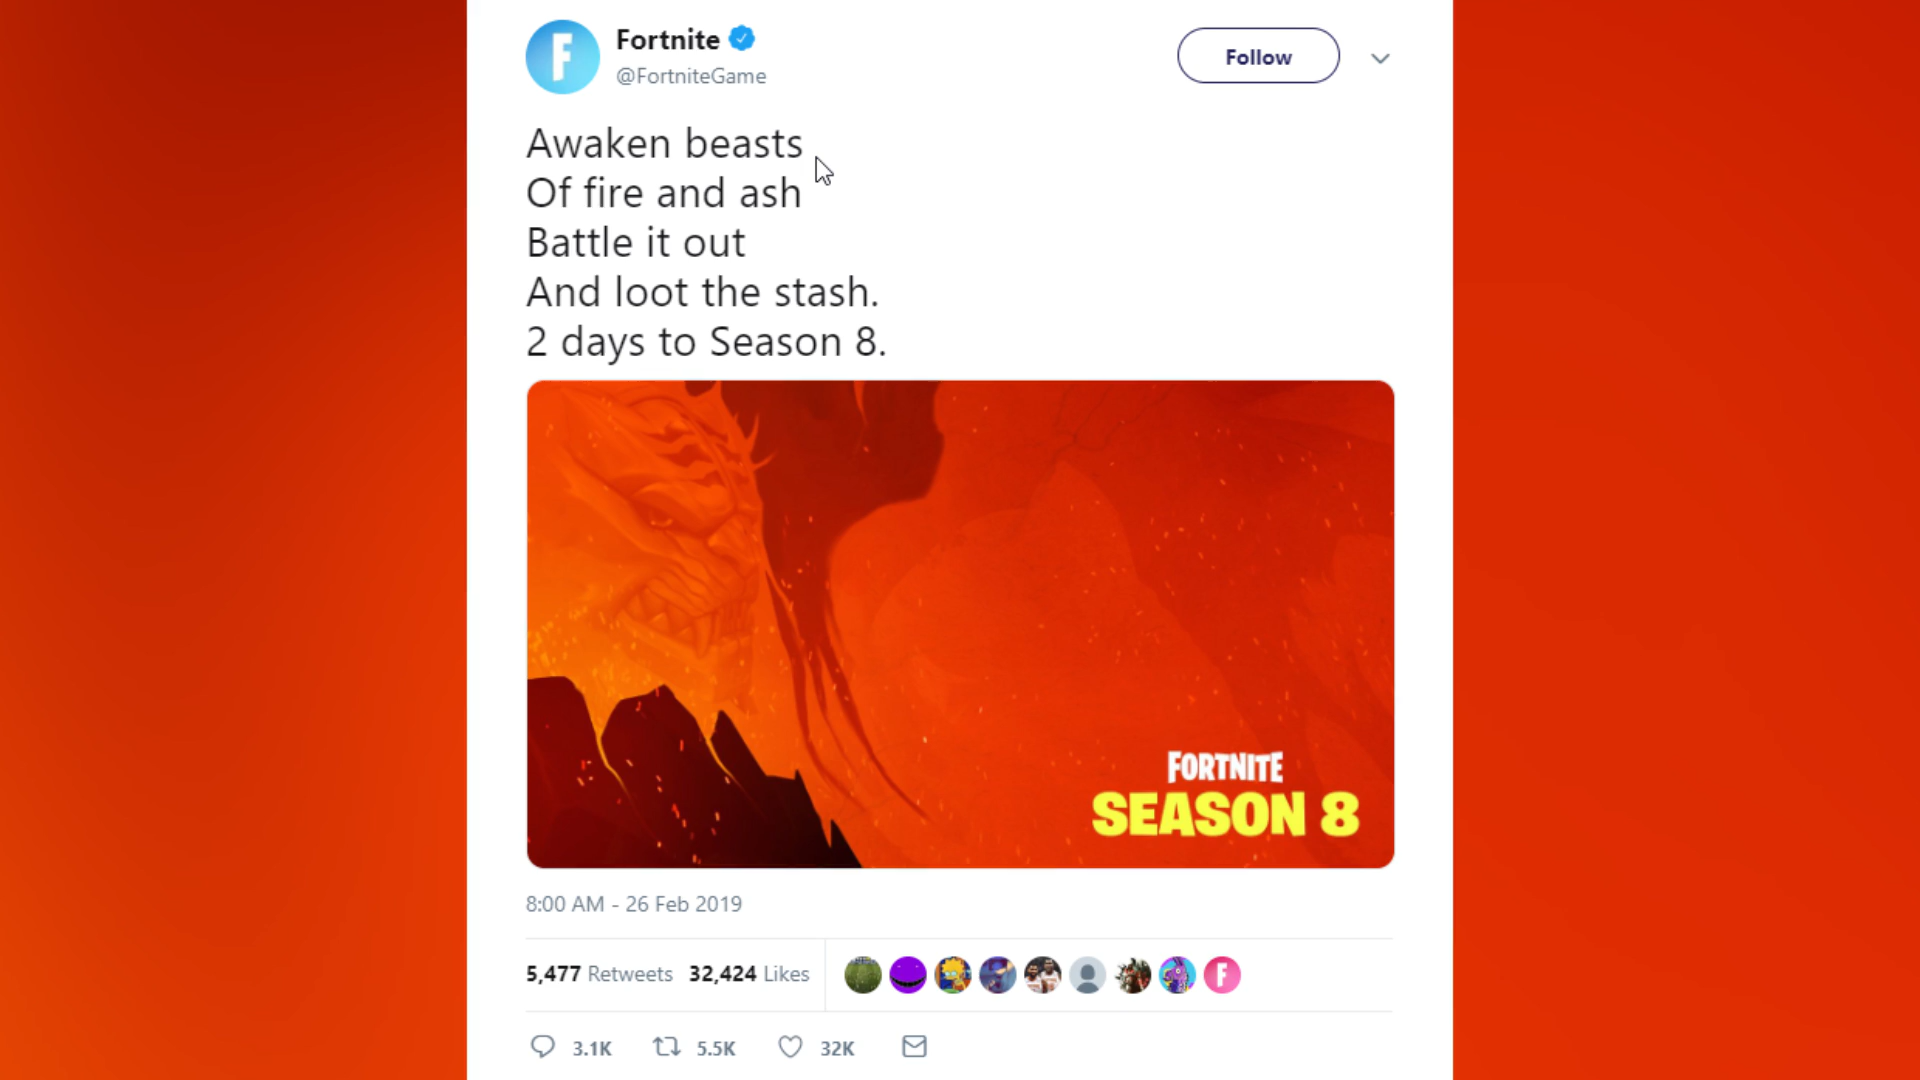 Fortnite
@FortniteGame
Follow
Awaken beasts
Of fire and ash
Battle it out
And loot the stash.
2 days to Season 8.
FORTNITE
SEASON 8
8:00 AM - 26 Feb 2019
5,477 Retweets 32,424 Likes
3.1K 5.5K 32K